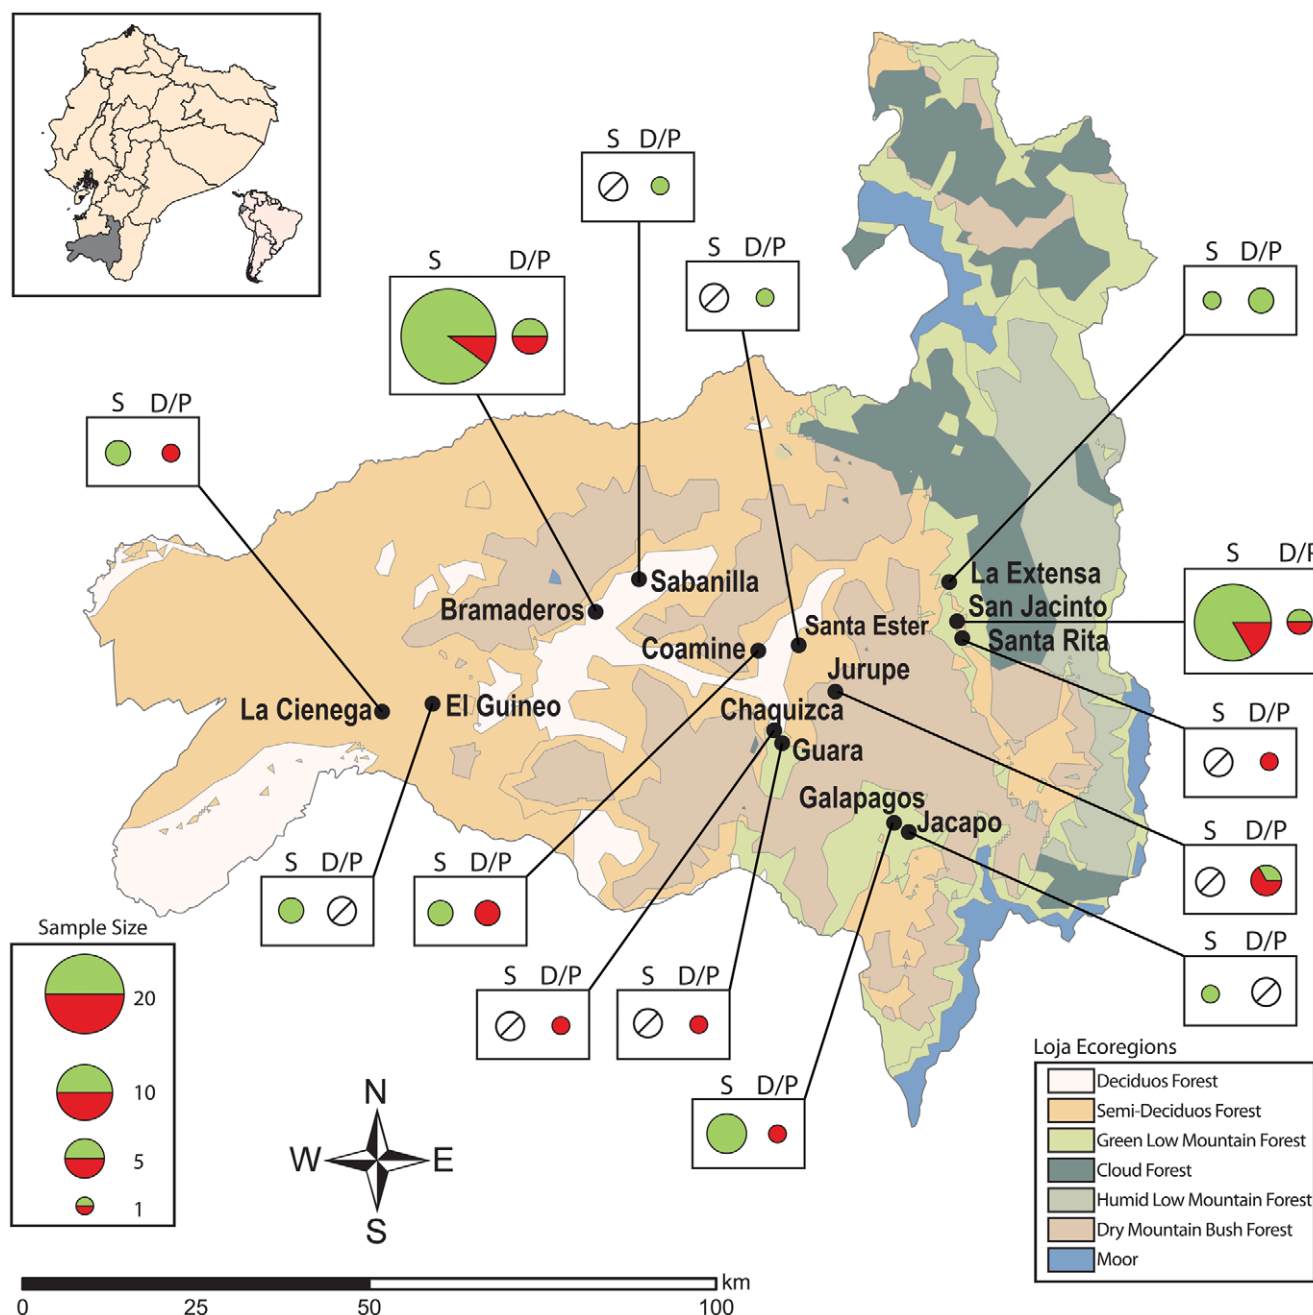 S D/P
S D/P
S D/P
S D/P
S D/P
S D/P
La Extensa
Sabanilla
San Jacinto
Bramaderos
Santa Ester
Santa Rita
Coamine
Jurupe
La Cienega
El Guineo
Chaquizca
Guara
S D/P
Galapagos
Jacapo
S D/P
S D/P
S D/P
Sample Size
20
10
5
1
S D/P
S D/P
S D/P
S D/P
Loja Ecoregions
Deciduos Forest
Semi-Deciduos Forest
Green Low Mountain Forest
Cloud Forest
Humid Low Mountain Forest
Dry Mountain Bush Forest
Moor
N
W E
S
km
0 25 50 100